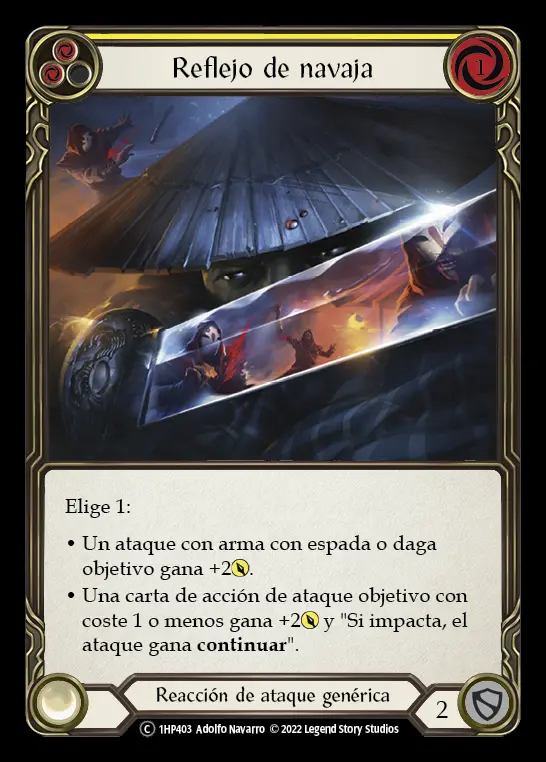 Reflejo de navaja
1
Elige 1:
• Un ataque con arma con espada o daga
objetivo gana +2.
• Una carta de acción de ataque objetivo con
coste 1 o menos gana +2 y "Si impacta, el
ataque gana continuar".
Reacción de ataque genérica
2
C 1HP403 Adolfo Navarro © 2022 Legend Story Studios